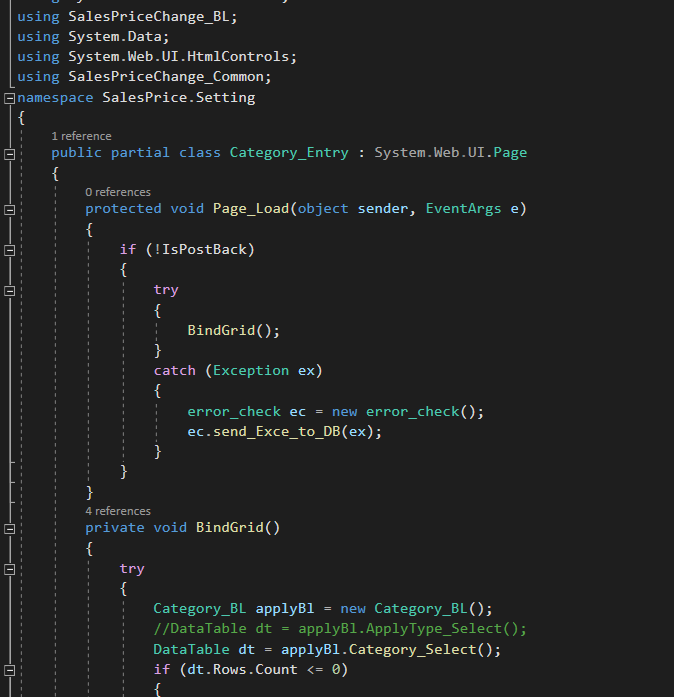 using SalesPriceChange_BL;
using System.Data;
using System.Web.UI.HtmlControls;
using SalesPriceChange_Common;
namespace SalesPrice.Setting
{
1 reference
public partial class Category_Entry : System.Web.UI.Page
{
0 references
protected void Page_Load(object sender, EventArgs e)
{
if (!IsPostBack)
{
try
{
BindGrid();
}
catch (Exception ex)
{
error_check ec = new error_check();
ec.send_Exce_to_DB(ex);
}
}
}
4 references
private void BindGrid()
{
try
{
Category_BL applyBl = new Category_BL();
//DataTable dt = applyBl.ApplyType_Select();
DataTable dt = applyBl.Category_Select();
if (dt.Rows.Count <= 0)
{